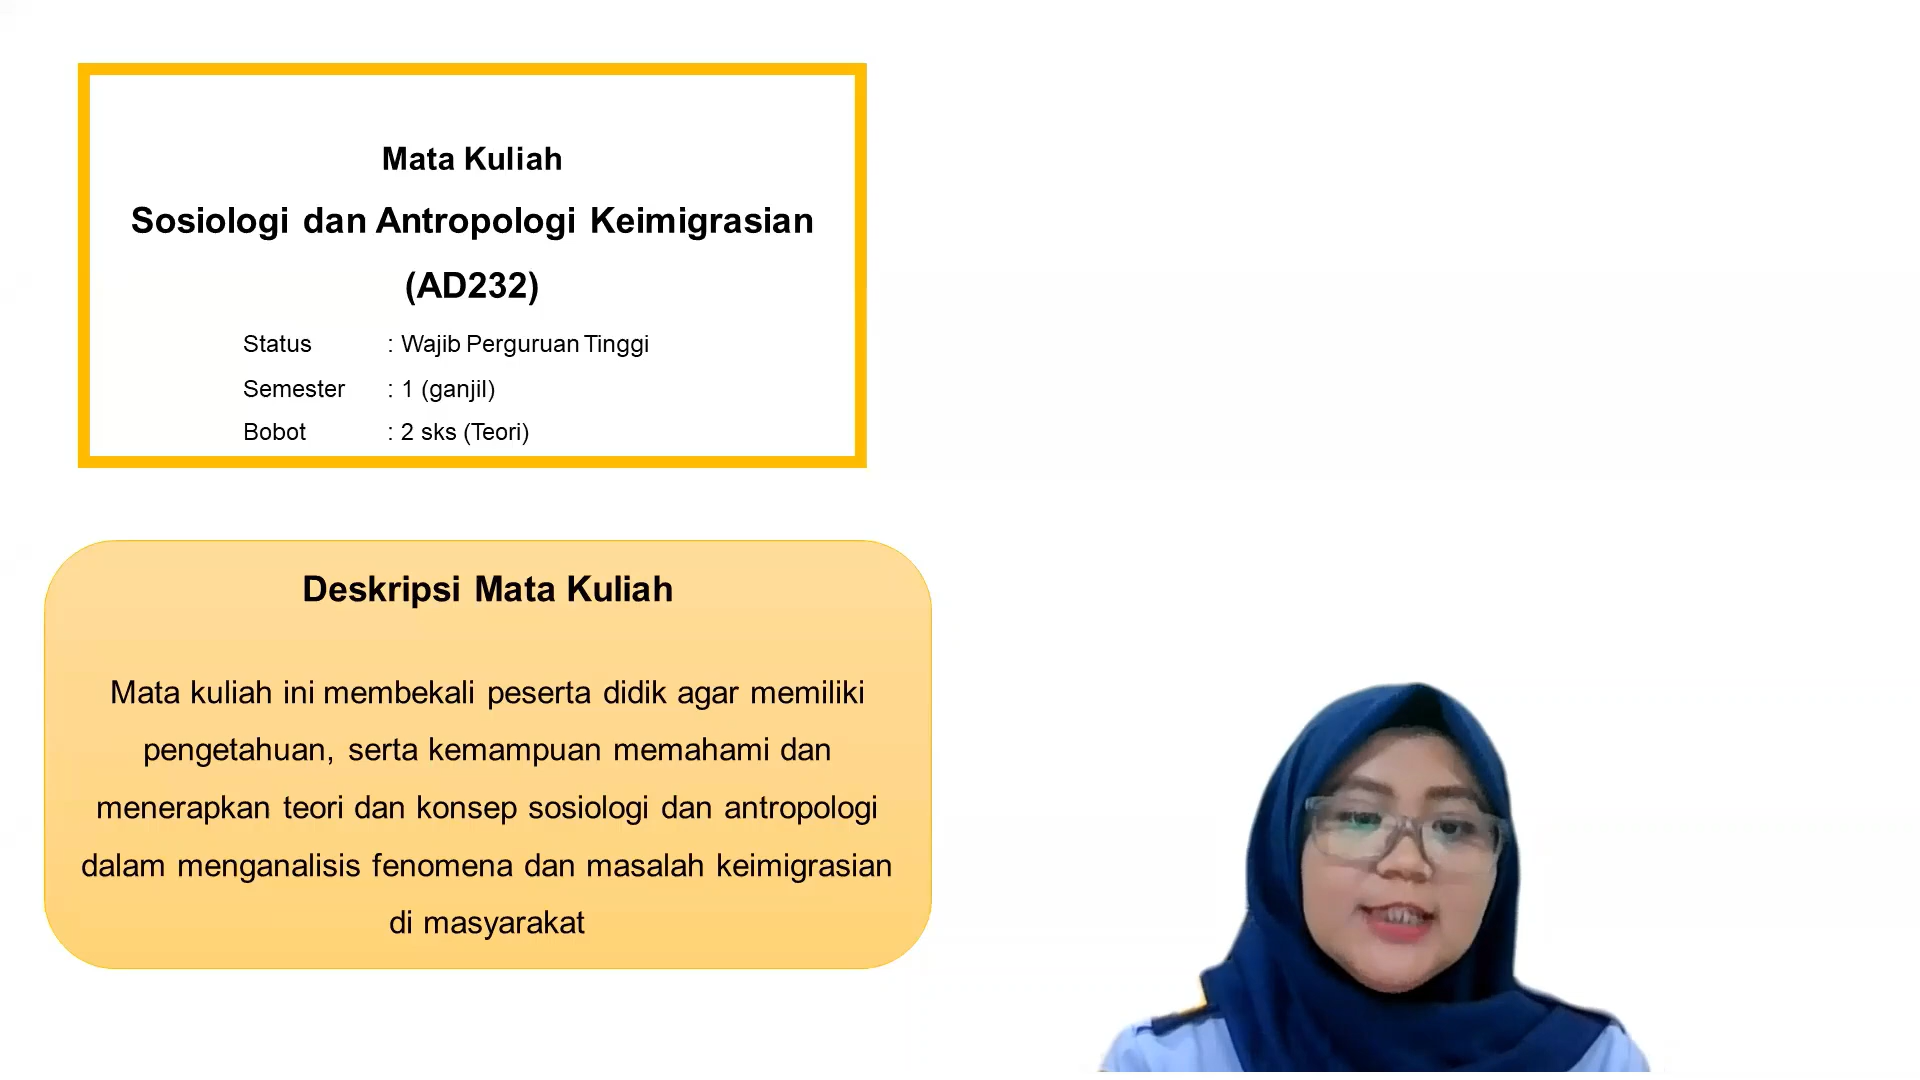 Mata Kuliah
Sosiologi dan Antropologi Keimigrasian
(AD232)
Status : Wajib Perguruan Tinggi
Semester : 1 (ganjil)
Bobot : 2 sks (Teori)
Deskripsi Mata Kuliah
Mata kuliah ini membekali peserta didik agar memiliki
pengetahuan, serta kemampuan memahami dan
menerapkan teori dan konsep sosiologi dan antropologi
dalam menganalisis fenomena dan masalah keimigrasian
di masyarakat